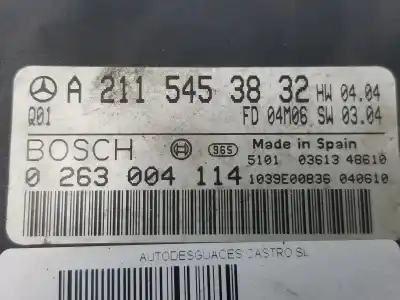 A 211 545 38 32 HW 04.04
Q01 FD 04M06 SW 03.04
BOSCH 965 Made in Spain
5101 03613 48610
0 263 004 114 1039E00836 040610
AUTODESGUACES CASTRO SL